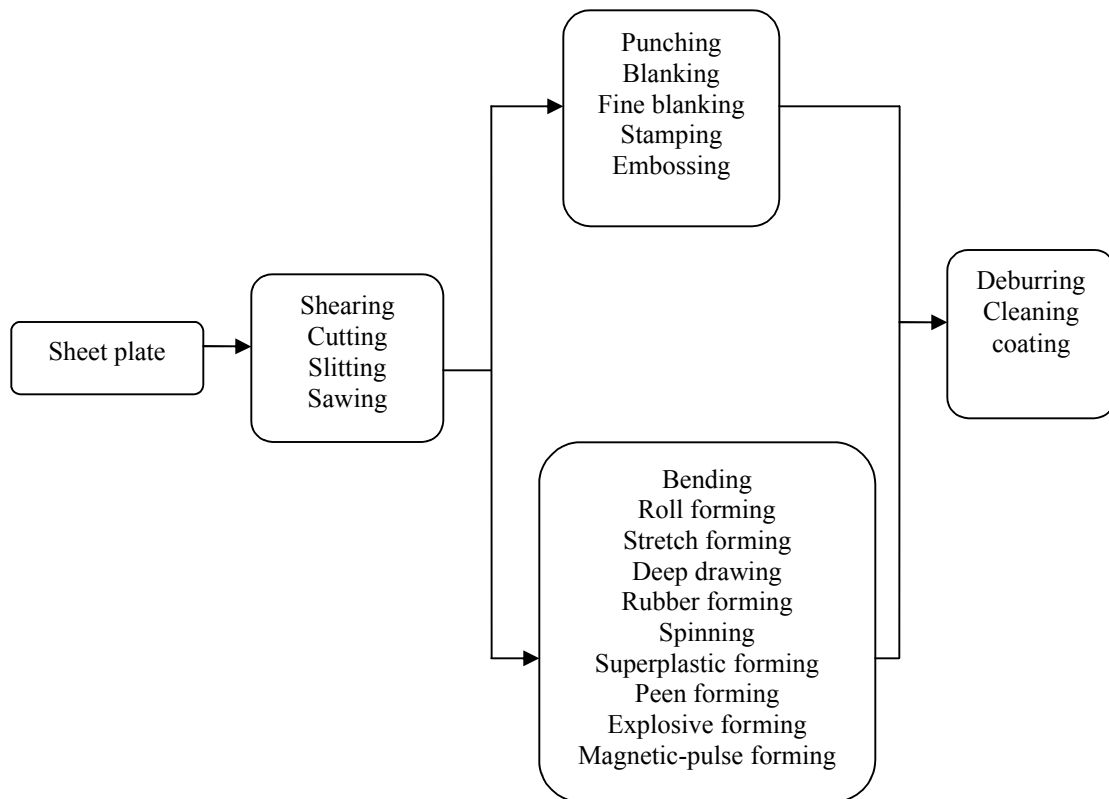 Sheet plate
Shearing
Cutting
Slitting
Sawing
Punching
Blanking
Fine blanking
Stamping
Embossing
Bending
Roll forming
Stretch forming
Deep drawing
Rubber forming
Spinning
Superplastic forming
Peen forming
Explosive forming
Magnetic-pulse forming
Deburring
Cleaning
coating